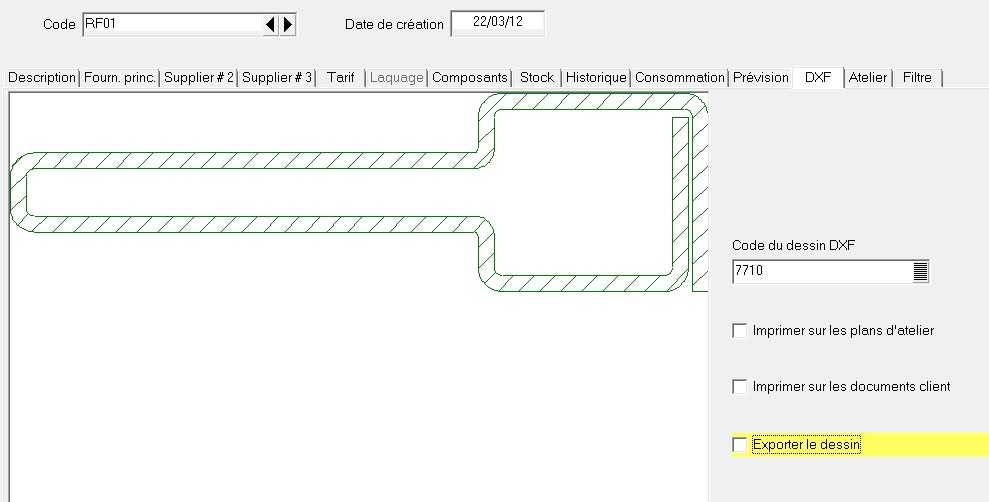 Code RF01 Date de création 22/03/12
Description Fourn. princ. Supplier # 2 Supplier # 3 Tarif Laquage Composants Stock Historique Consommation Prévision DXF Atelier Filtre
Code du dessin DXF
7710
Imprimer sur les plans d'atelier
Imprimer sur les documents client
Exporter le dessin